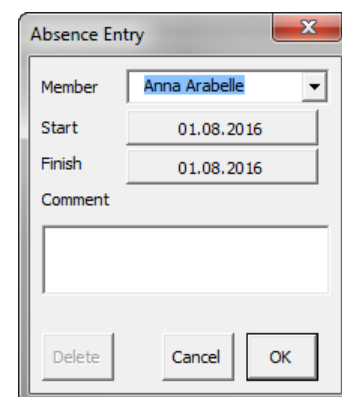 Absence Entry
Member Anna Arabelle
Start 01.08.2016
Finish 01.08.2016
Comment
Delete Cancel OK